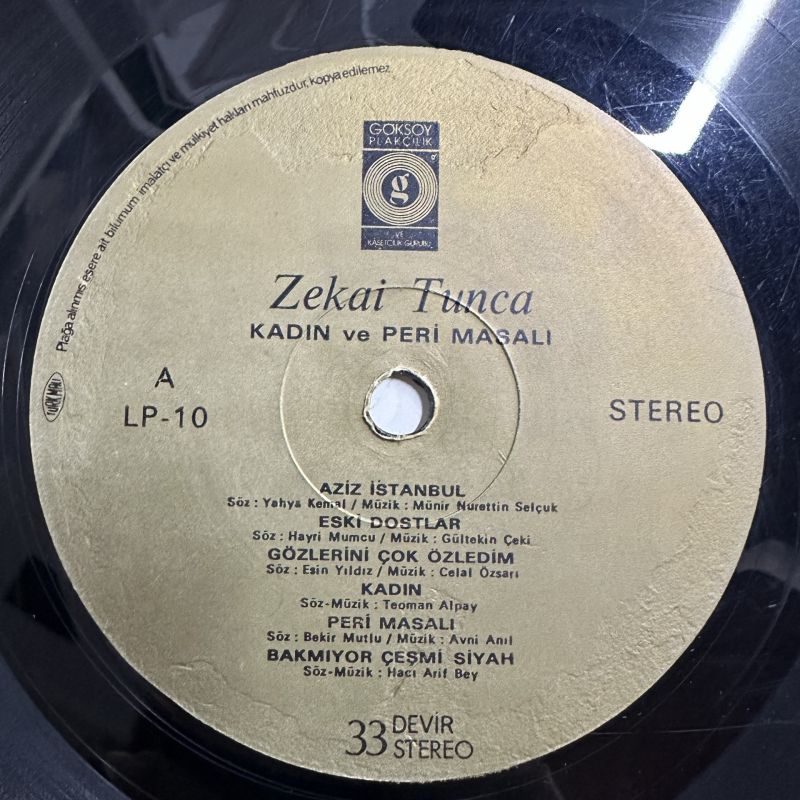 Plağa alınmış esere ait bilumum imalatçı ve mülkiyet hakları mahfuzdur, kopya edilemez
GÖKSOY
PLAKÇILIK
g
VE
KASETÇİLİK GURUBU
Zekai Tunca
KADIN ve PERİ MASALI
A
LP-10
STEREO
TÜRK MALI
AZİZ İSTANBUL
Söz : Yahya Kemal / Müzik : Münir Nurettin Selçuk
ESKİ DOSTLAR
Söz : Hayri Mumcu / Müzik : Gültekin Çeki
GÖZLERİNİ ÇOK ÖZLEDİM
Söz : Esin Yıldız / Müzik : Celal Özsarı
KADIN
Söz-Müzik : Teoman Alpay
PERİ MASALI
Söz : Bekir Mutlu / Müzik : Avni Anıl
BAKMIYOR ÇEŞMİ SİYAH
Söz-Müzik : Hacı Arif Bey
33 DEVİR
STEREO